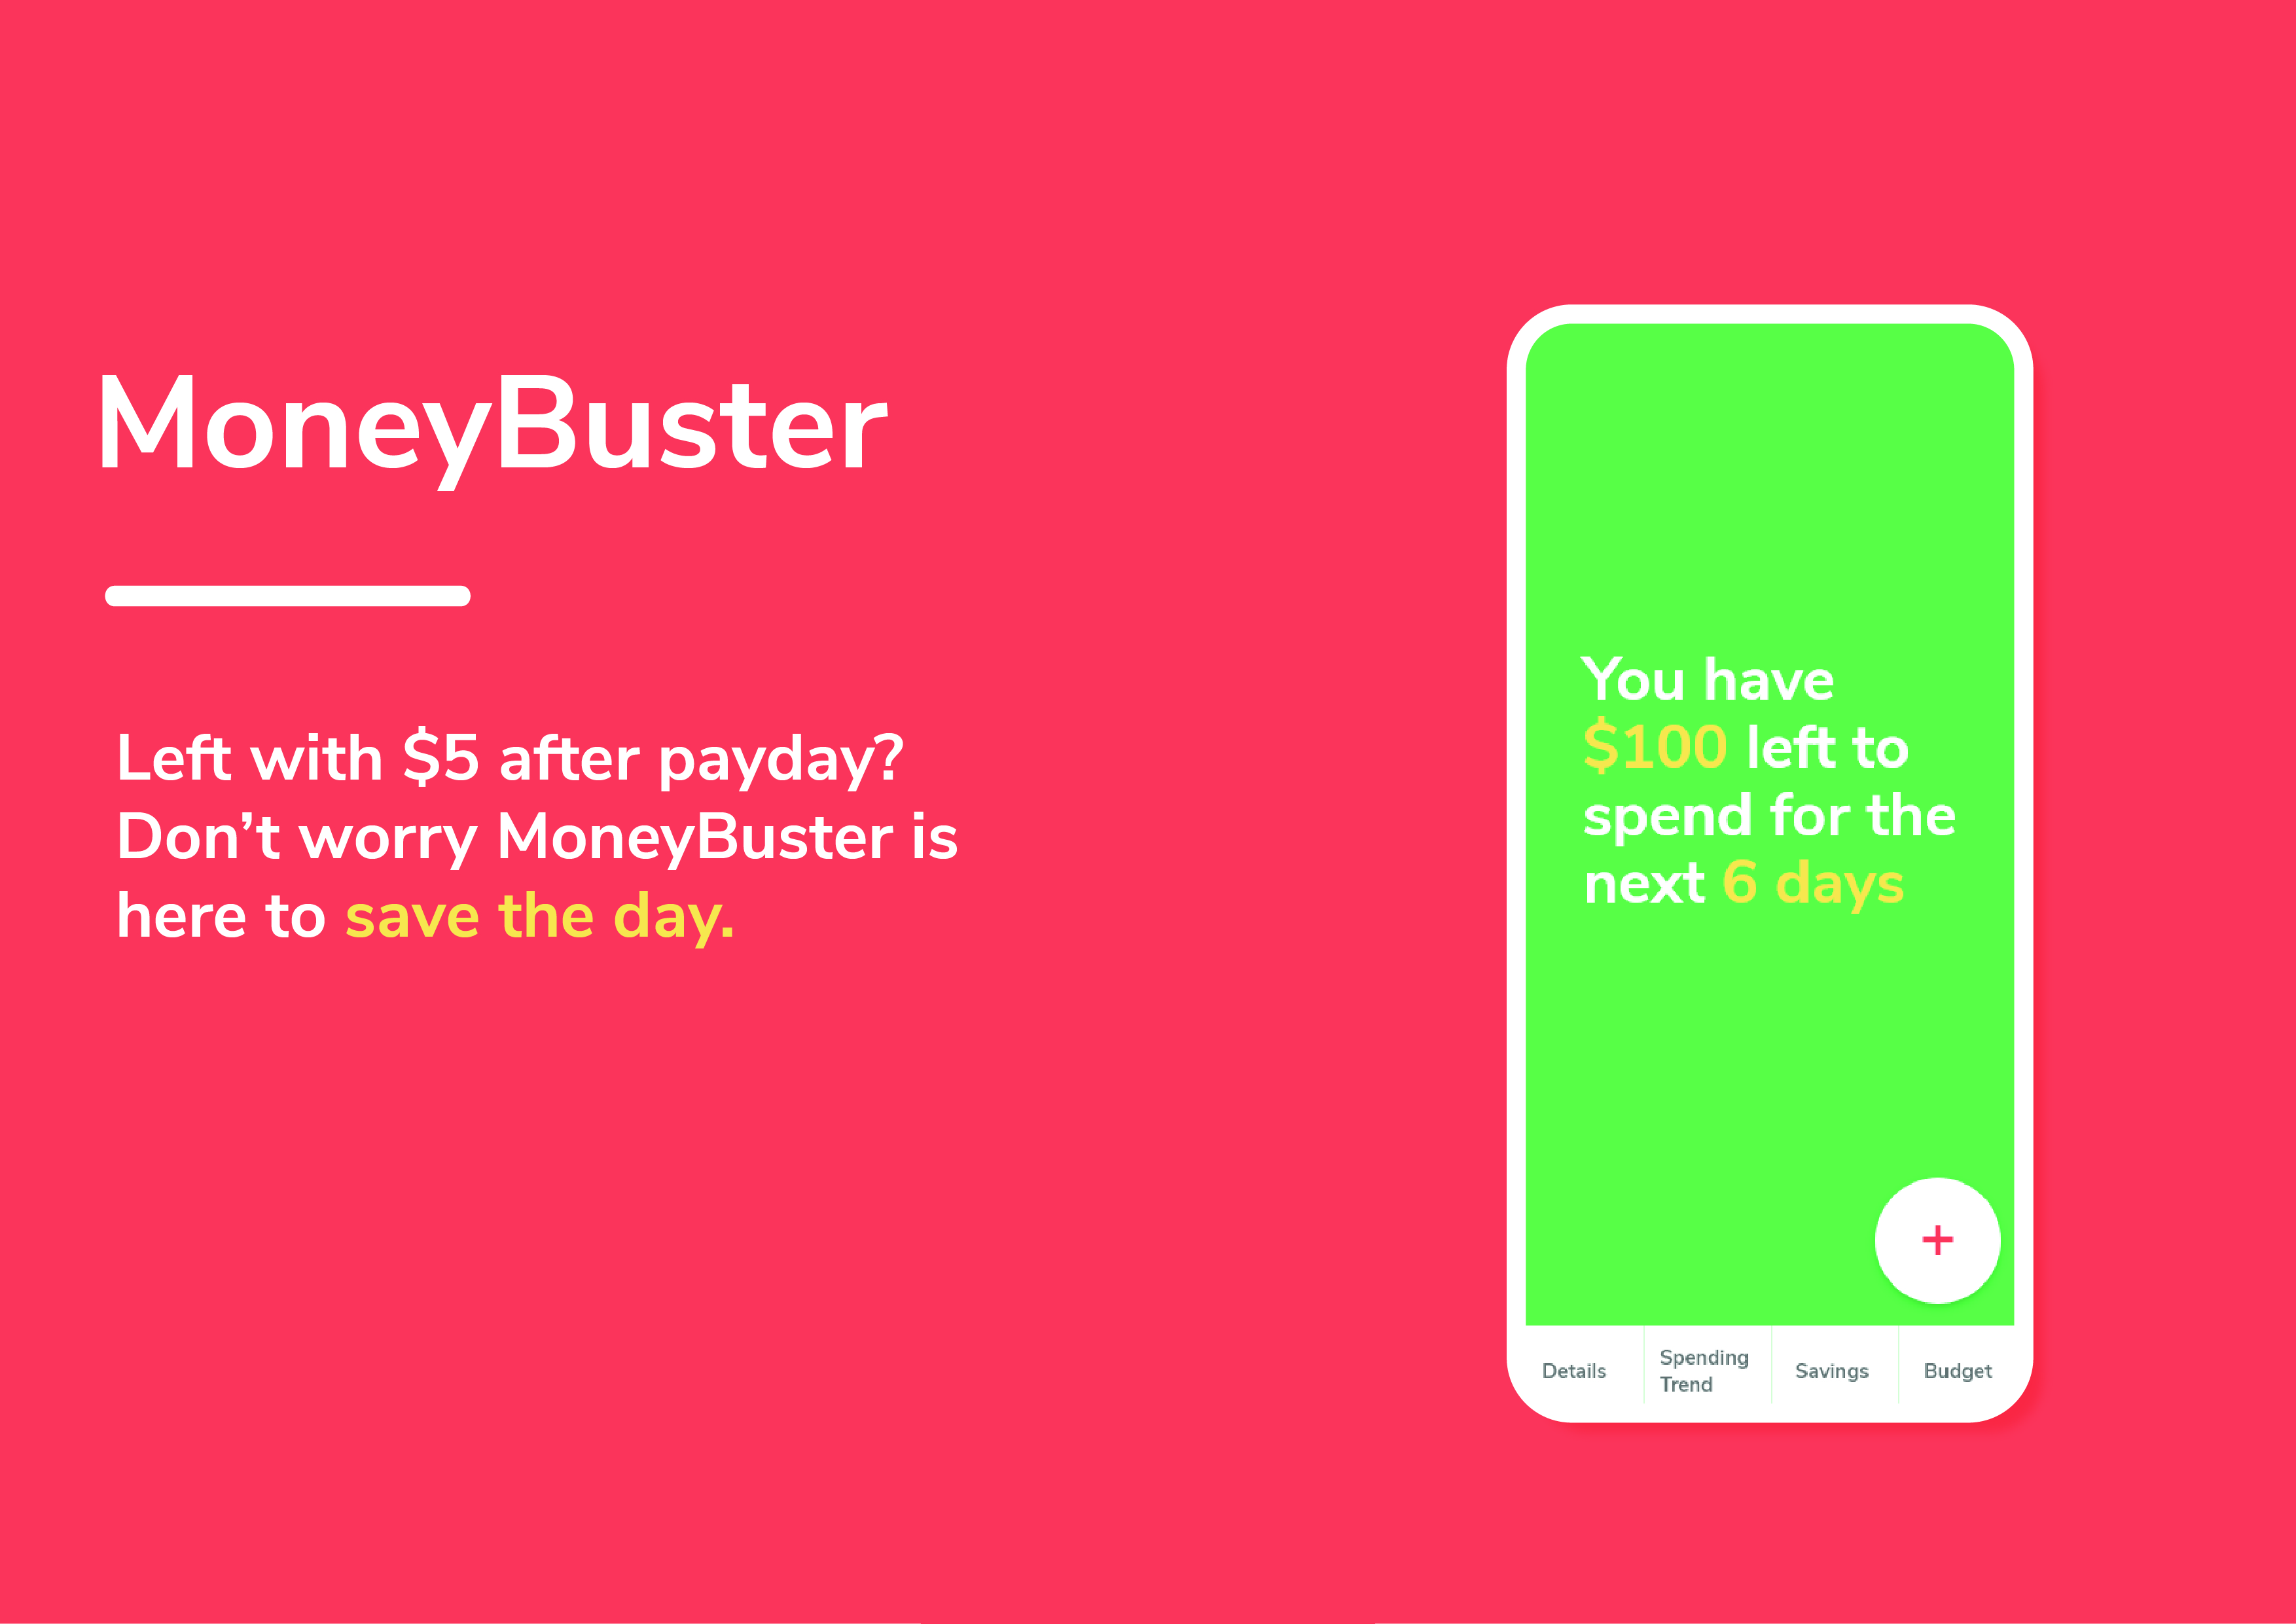 MoneyBuster
Left with $5 after payday?
Don’t worry MoneyBuster is
here to save the day.
You have
$100 left to
spend for the
next 6 days
+
Details
Spending
Trend
Savings
Budget